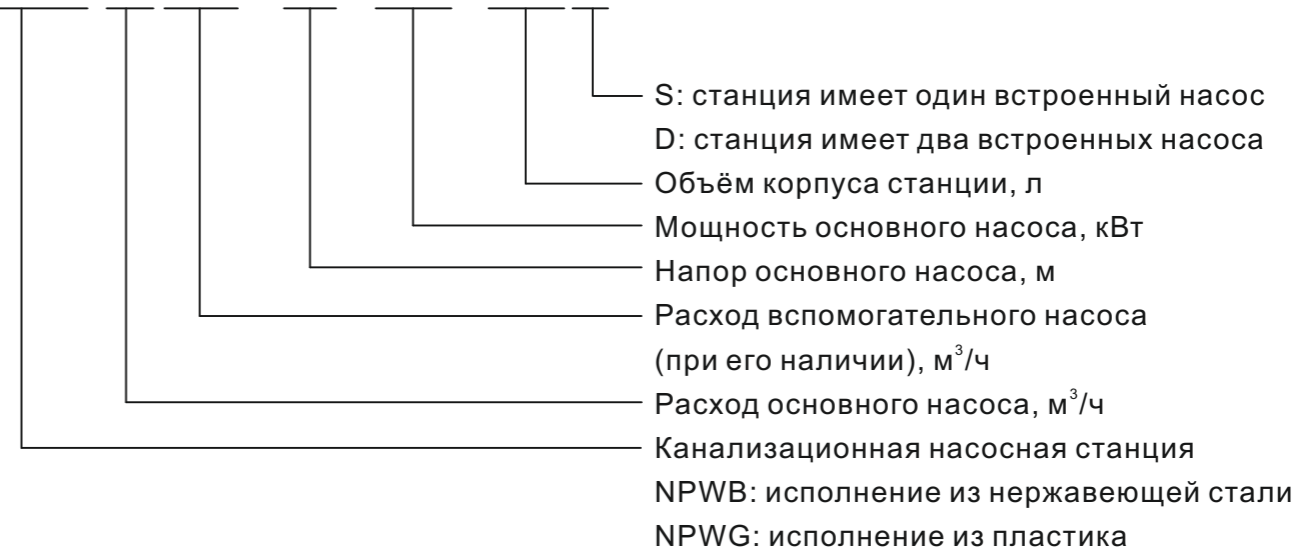 S: станция имеет один встроенный насос
D: станция имеет два встроенных насоса
Объём корпуса станции, л
Мощность основного насоса, кВт
Напор основного насоса, м
Расход вспомогательного насоса
(при его наличии), м³/ч
Расход основного насоса, м³/ч
Канализационная насосная станция
NPWB: исполнение из нержавеющей стали
NPWG: исполнение из пластика